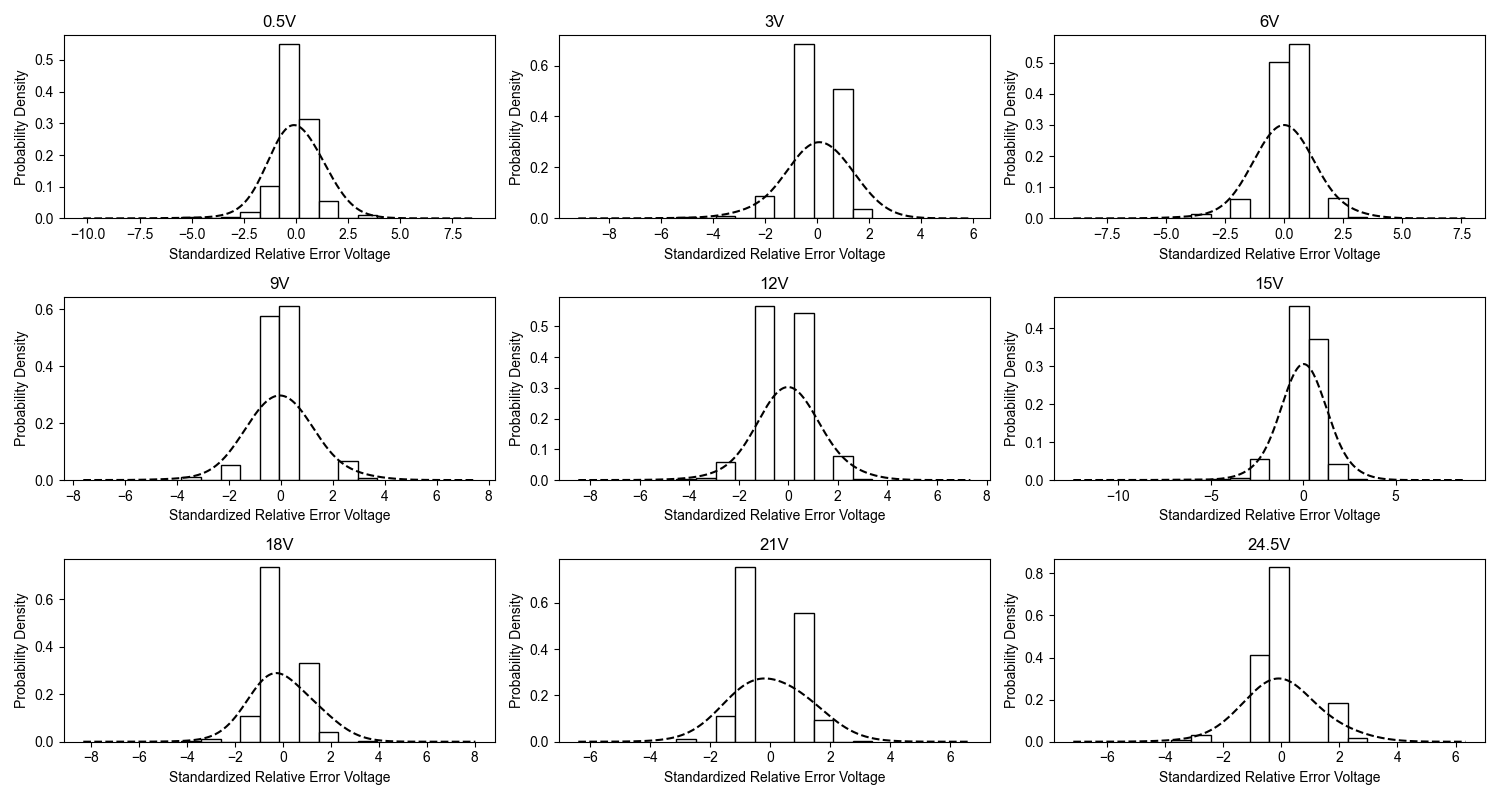 0.5V
3V
6V
0.5
0.4
0.3
0.2
0.1
0.0
Probability Density
−10.0 −7.5 −5.0 −2.5 0.0 2.5 5.0 7.5
Standardized Relative Error Voltage
0.6
0.4
0.2
0.0
Probability Density
−8 −6 −4 −2 0 2 4 6
Standardized Relative Error Voltage
0.5
0.4
0.3
0.2
0.1
0.0
Probability Density
−7.5 −5.0 −2.5 0.0 2.5 5.0 7.5
Standardized Relative Error Voltage
9V
12V
15V
0.6
0.4
0.2
0.0
Probability Density
−8 −6 −4 −2 0 2 4 6 8
Standardized Relative Error Voltage
0.5
0.4
0.3
0.2
0.1
0.0
Probability Density
−8 −6 −4 −2 0 2 4 6 8
Standardized Relative Error Voltage
0.4
0.3
0.2
0.1
0.0
Probability Density
−10 −5 0 5
Standardized Relative Error Voltage
18V
21V
24.5V
0.6
0.4
0.2
0.0
Probability Density
−8 −6 −4 −2 0 2 4 6 8
Standardized Relative Error Voltage
0.6
0.4
0.2
0.0
Probability Density
−6 −4 −2 0 2 4 6
Standardized Relative Error Voltage
0.8
0.6
0.4
0.2
0.0
Probability Density
−6 −4 −2 0 2 4 6
Standardized Relative Error Voltage